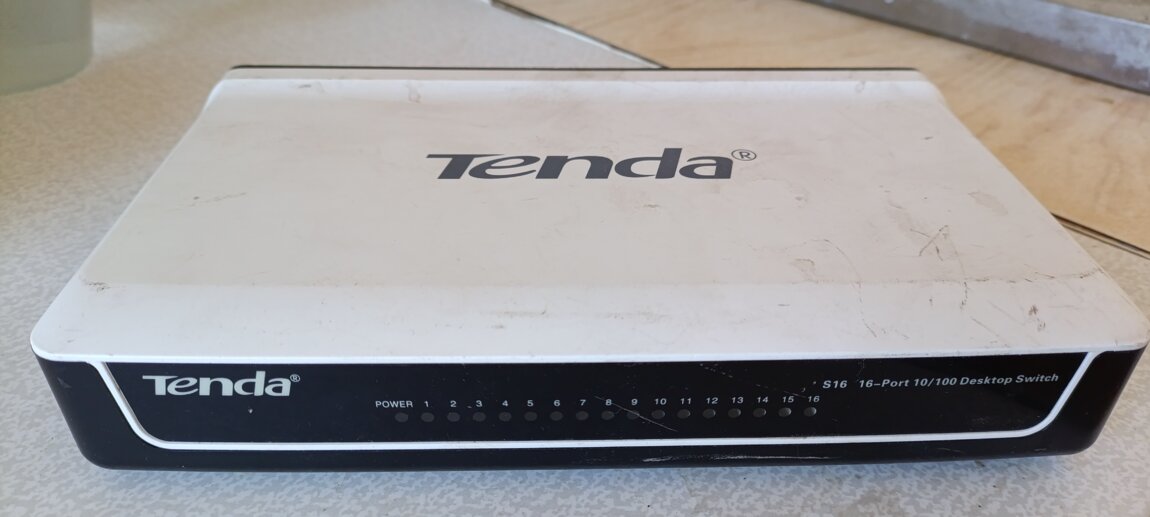 Tenda®
Tenda®
S16 16-Port 10/100 Desktop Switch
POWER 1 2 3 4 5 6 7 8 9 10 11 12 13 14 15 16